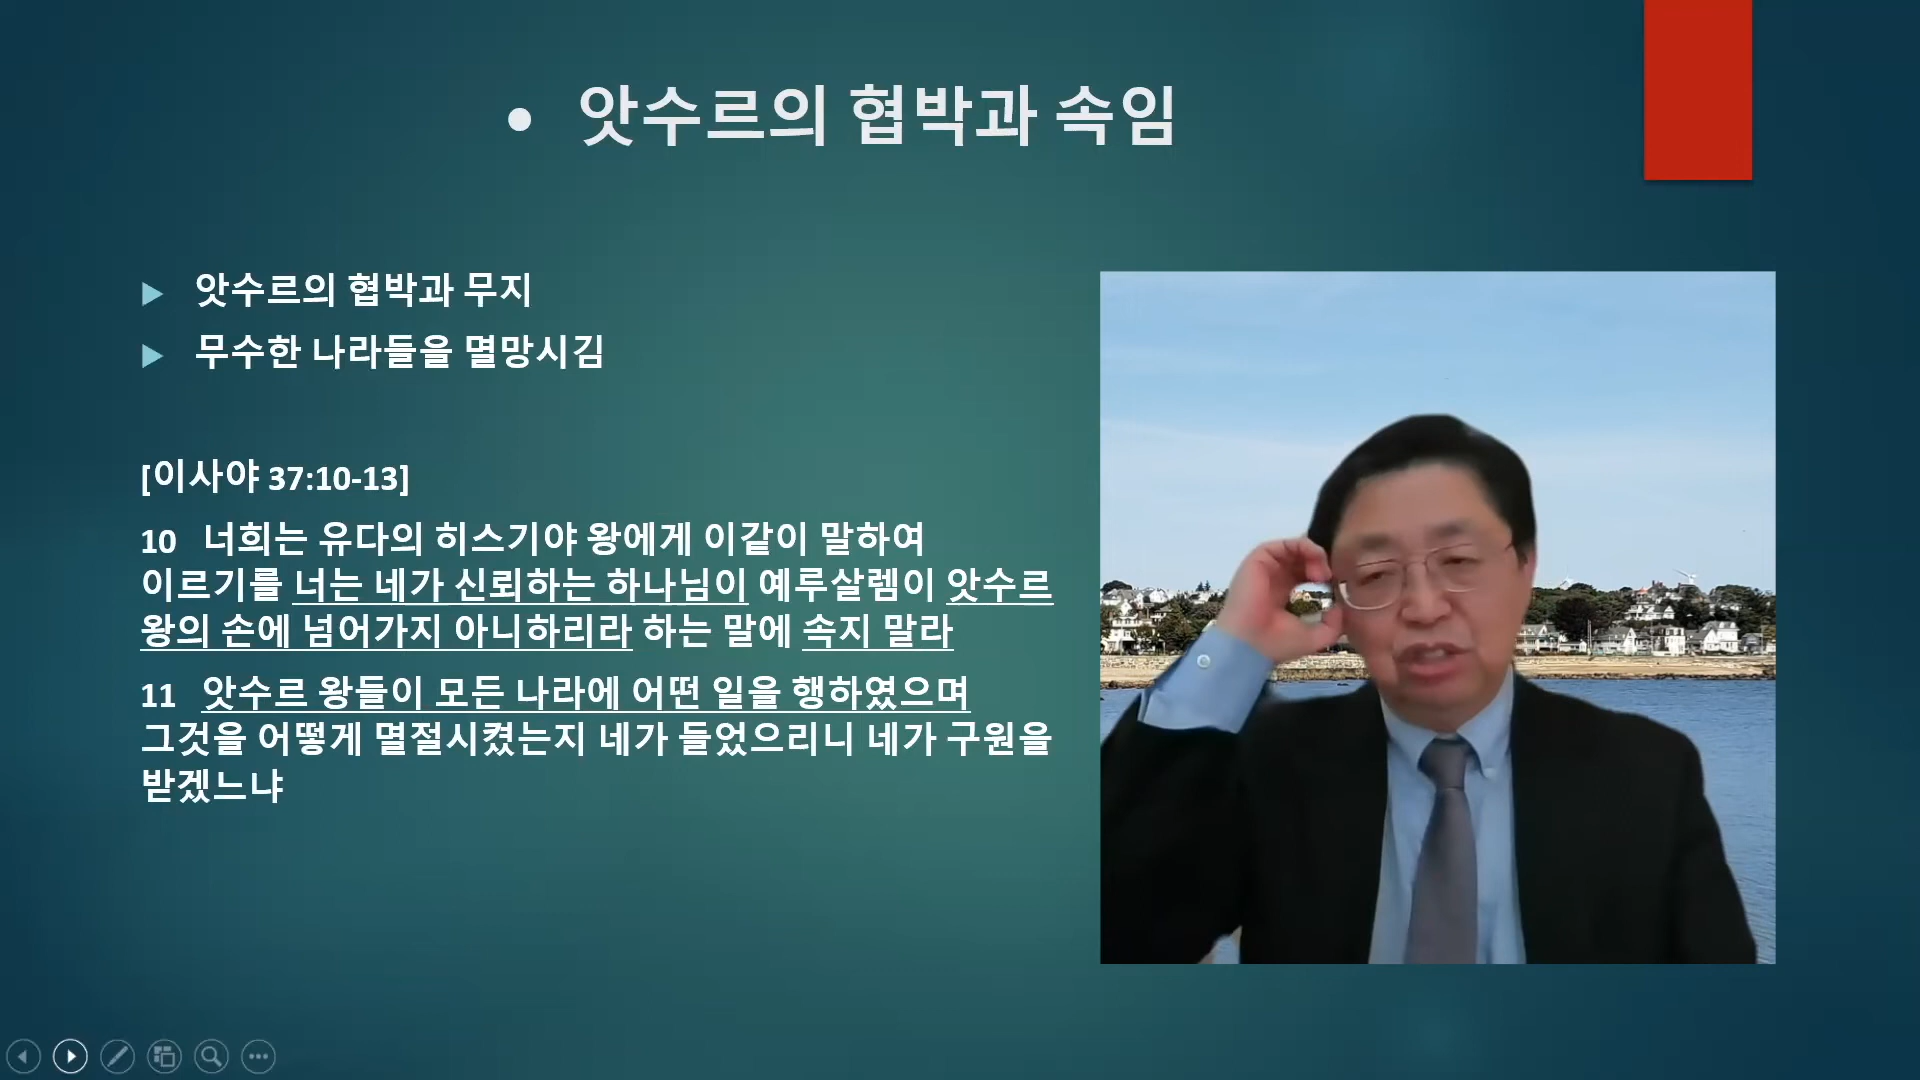 • 앗수르의 협박과 속임
앗수르의 협박과 무지
무수한 나라들을 멸망시킴
[이사야 37:10-13]
10 너희는 유다의 히스기야 왕에게 이같이 말하여
이르기를 너는 네가 신뢰하는 하나님이 예루살렘이 앗수르
왕의 손에 넘어가지 아니하리라 하는 말에 속지 말라
11 앗수르 왕들이 모든 나라에 어떤 일을 행하였으며
그것을 어떻게 멸절시켰는지 네가 들었으리니 네가 구원을
받겠느냐